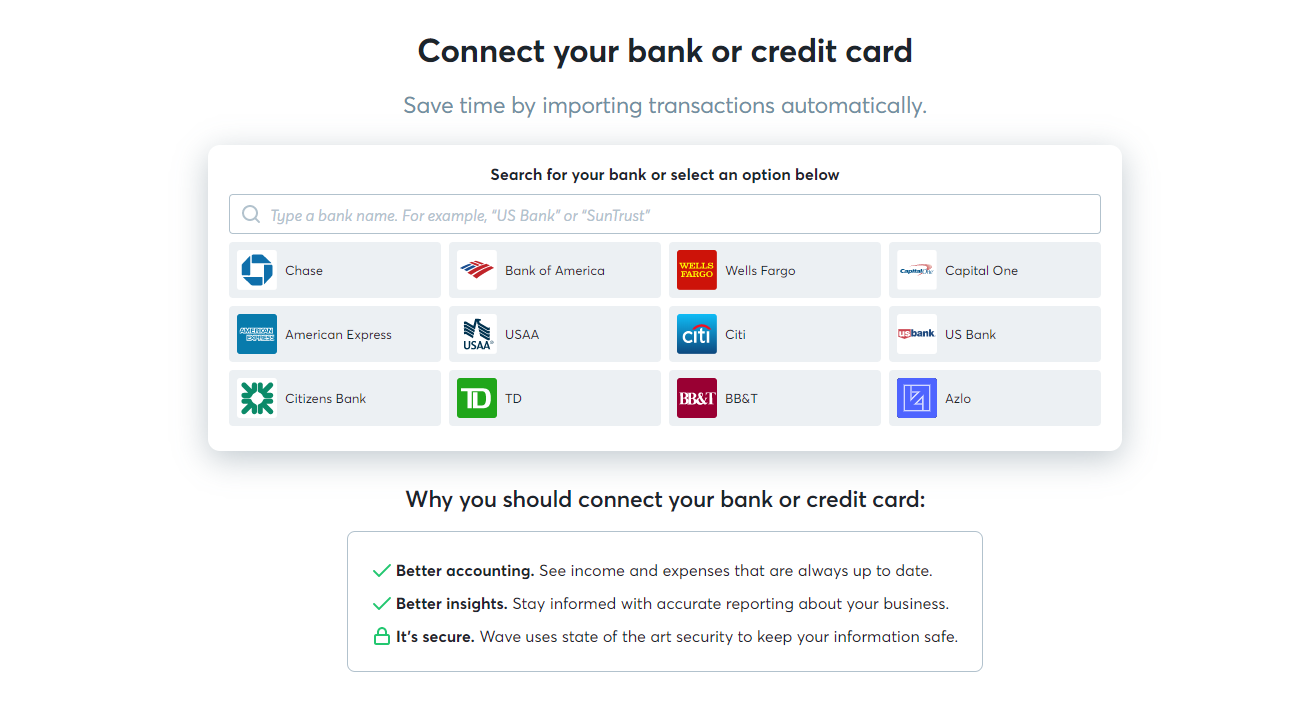 Connect your bank or credit card
Save time by importing transactions automatically.
Search for your bank or select an option below
Type a bank name. For example, “US Bank” or “SunTrust”
Chase
Bank of America
WELLS
FARGO
Wells Fargo
Capital One
Capital One
AMERICAN
EXPRESS
American Express
USAA®
USAA
citi
Citi
usbank
US Bank
Citizens Bank
TD
TD
BB&T
BB&T
Azlo
Why you should connect your bank or credit card:
Better accounting. See income and expenses that are always up to date.
Better insights. Stay informed with accurate reporting about your business.
It’s secure. Wave uses state of the art security to keep your information safe.